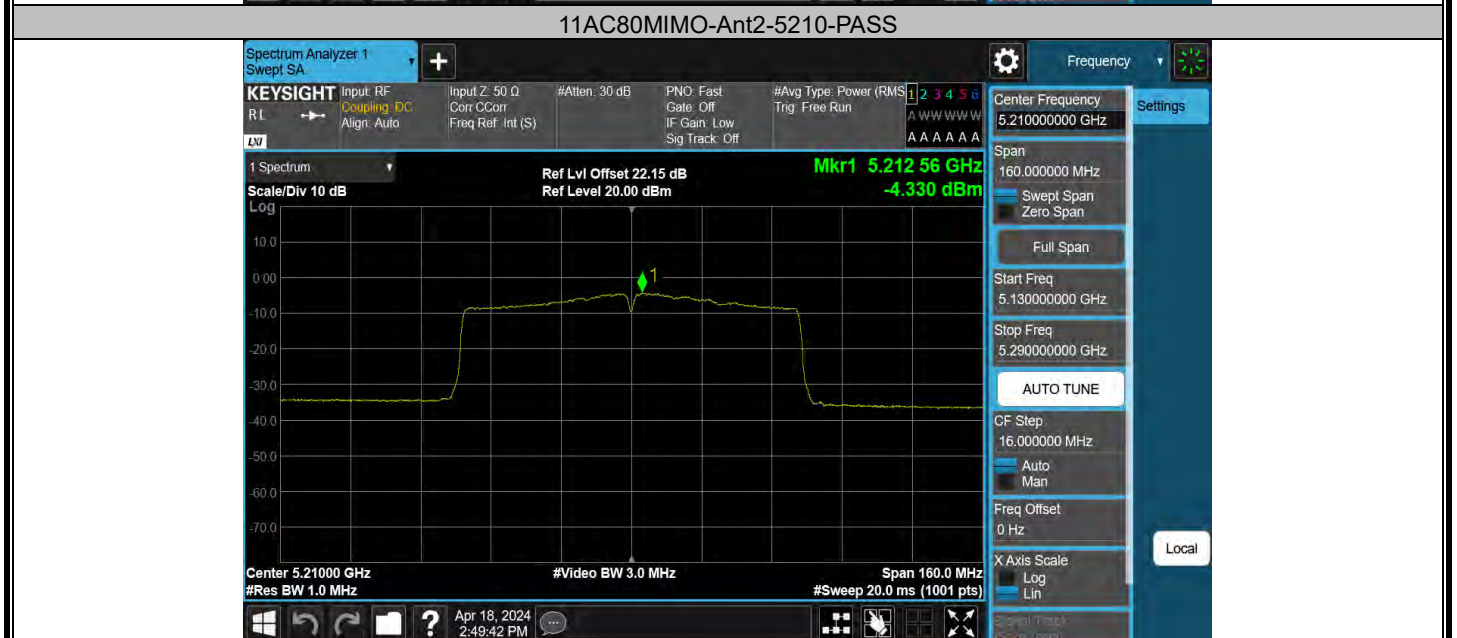 11AC80MIMO-Ant2-5210-PASS
Spectrum Analyzer 1
Swept SA
+
Frequency
KEYSIGHT
RL
LXI
Input: RF
Coupling: DC
Align: Auto
Input Z: 50 Ω
Corr CCorr
Freq Ref: Int (S)
#Atten: 30 dB
PNO: Fast
Gate: Off
IF Gain: Low
Sig Track: Off
#Avg Type: Power (RMS
Trig: Free Run
1 2 3 4 5 6
A WW WW W
A A A A A A
1 Spectrum
Scale/Div 10 dB
Log
Ref Lvl Offset 22.15 dB
Ref Level 20.00 dBm
Mkr1 5.212 56 GHz
-4.330 dBm
10.0
0.00
-10.0
-20.0
-30.0
-40.0
-50.0
-60.0
-70.0
1
Center 5.21000 GHz
#Res BW 1.0 MHz
#Video BW 3.0 MHz
Span 160.0 MHz
#Sweep 20.0 ms (1001 pts)
Center Frequency
5.210000000 GHz
Span
160.000000 MHz
Swept Span
Zero Span
Full Span
Start Freq
5.130000000 GHz
Stop Freq
5.290000000 GHz
AUTO TUNE
CF Step
16.000000 MHz
Auto
Man
Freq Offset
0 Hz
X Axis Scale
Log
Lin
Signal Track
Settings
Local
?
Apr 18, 2024
2:49:42 PM